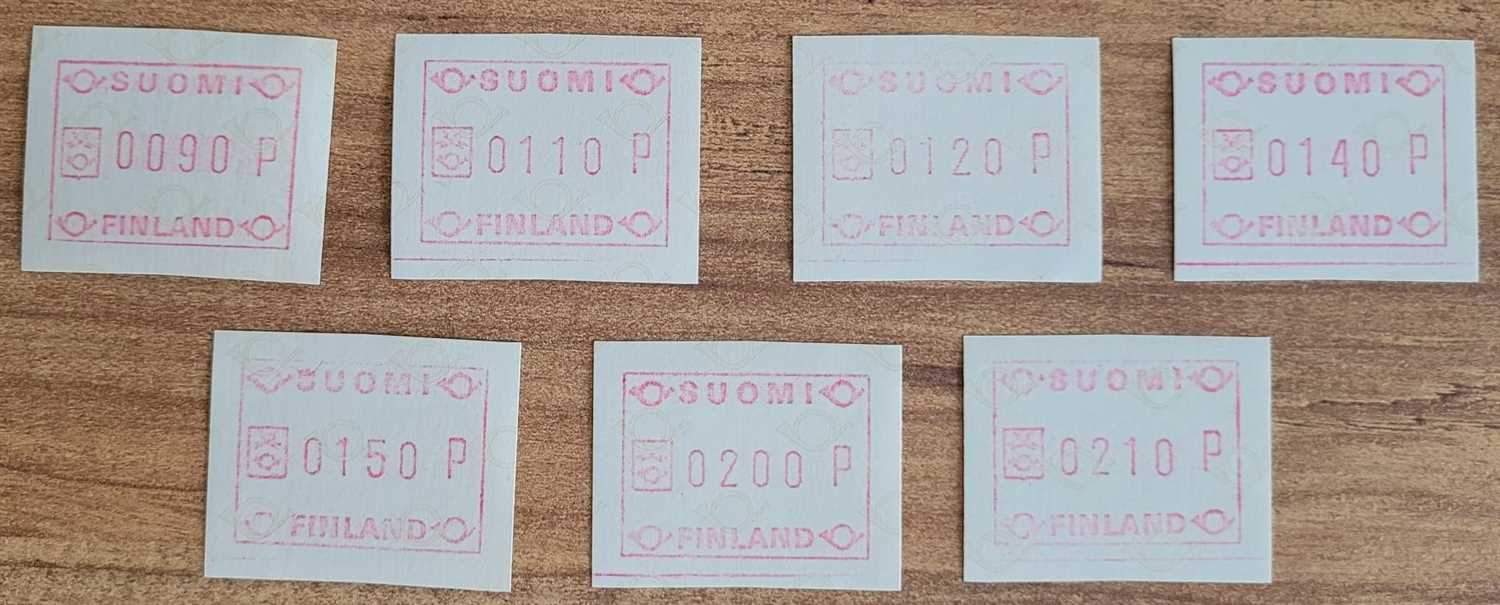 SUOMI
0090 P
FINLAND
SUOMI
0110 P
FINLAND
SUOMI
0120 P
FINLAND
SUOMI
0140 P
FINLAND
SUOMI
0150 P
FINLAND
SUOMI
0200 P
FINLAND
SUOMI
0210 P
FINLAND